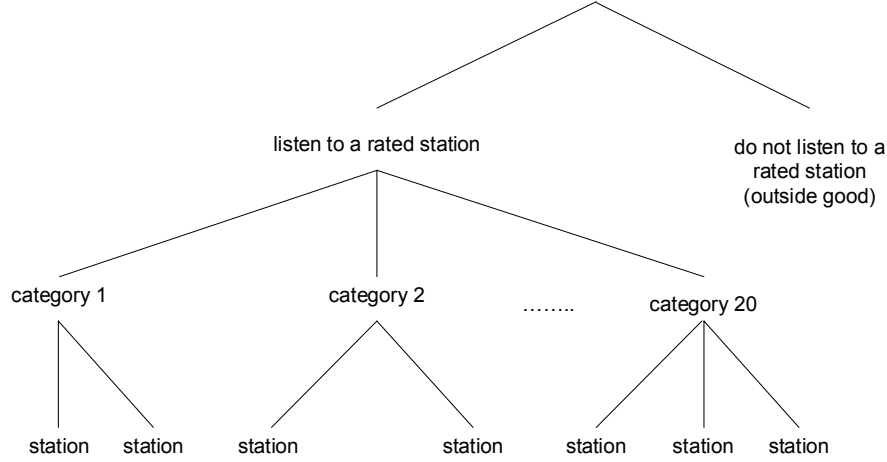 listen to a rated station
do not listen to a
rated station
(outside good)
category 1
category 2
........
category 20
station
station
station
station
station
station
station